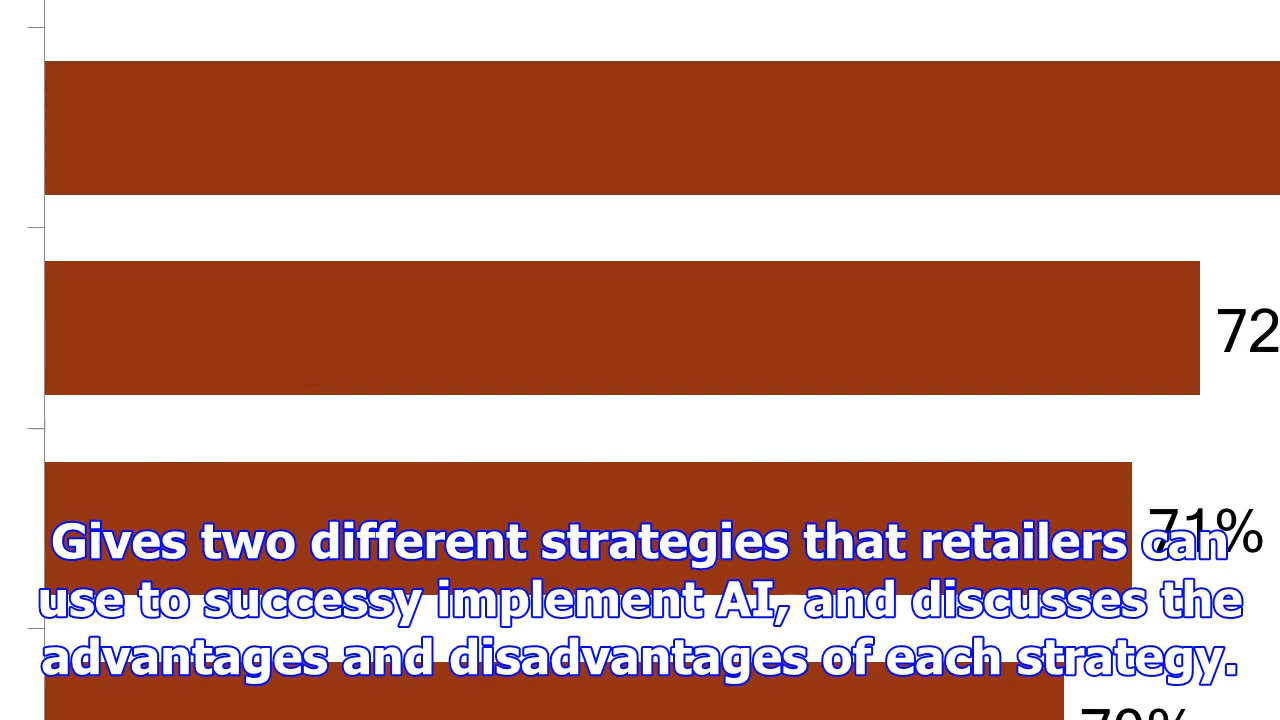 72
71%
Gives two different strategies that retailers can
use to successy implement AI, and discusses the
advantages and disadvantages of each strategy.